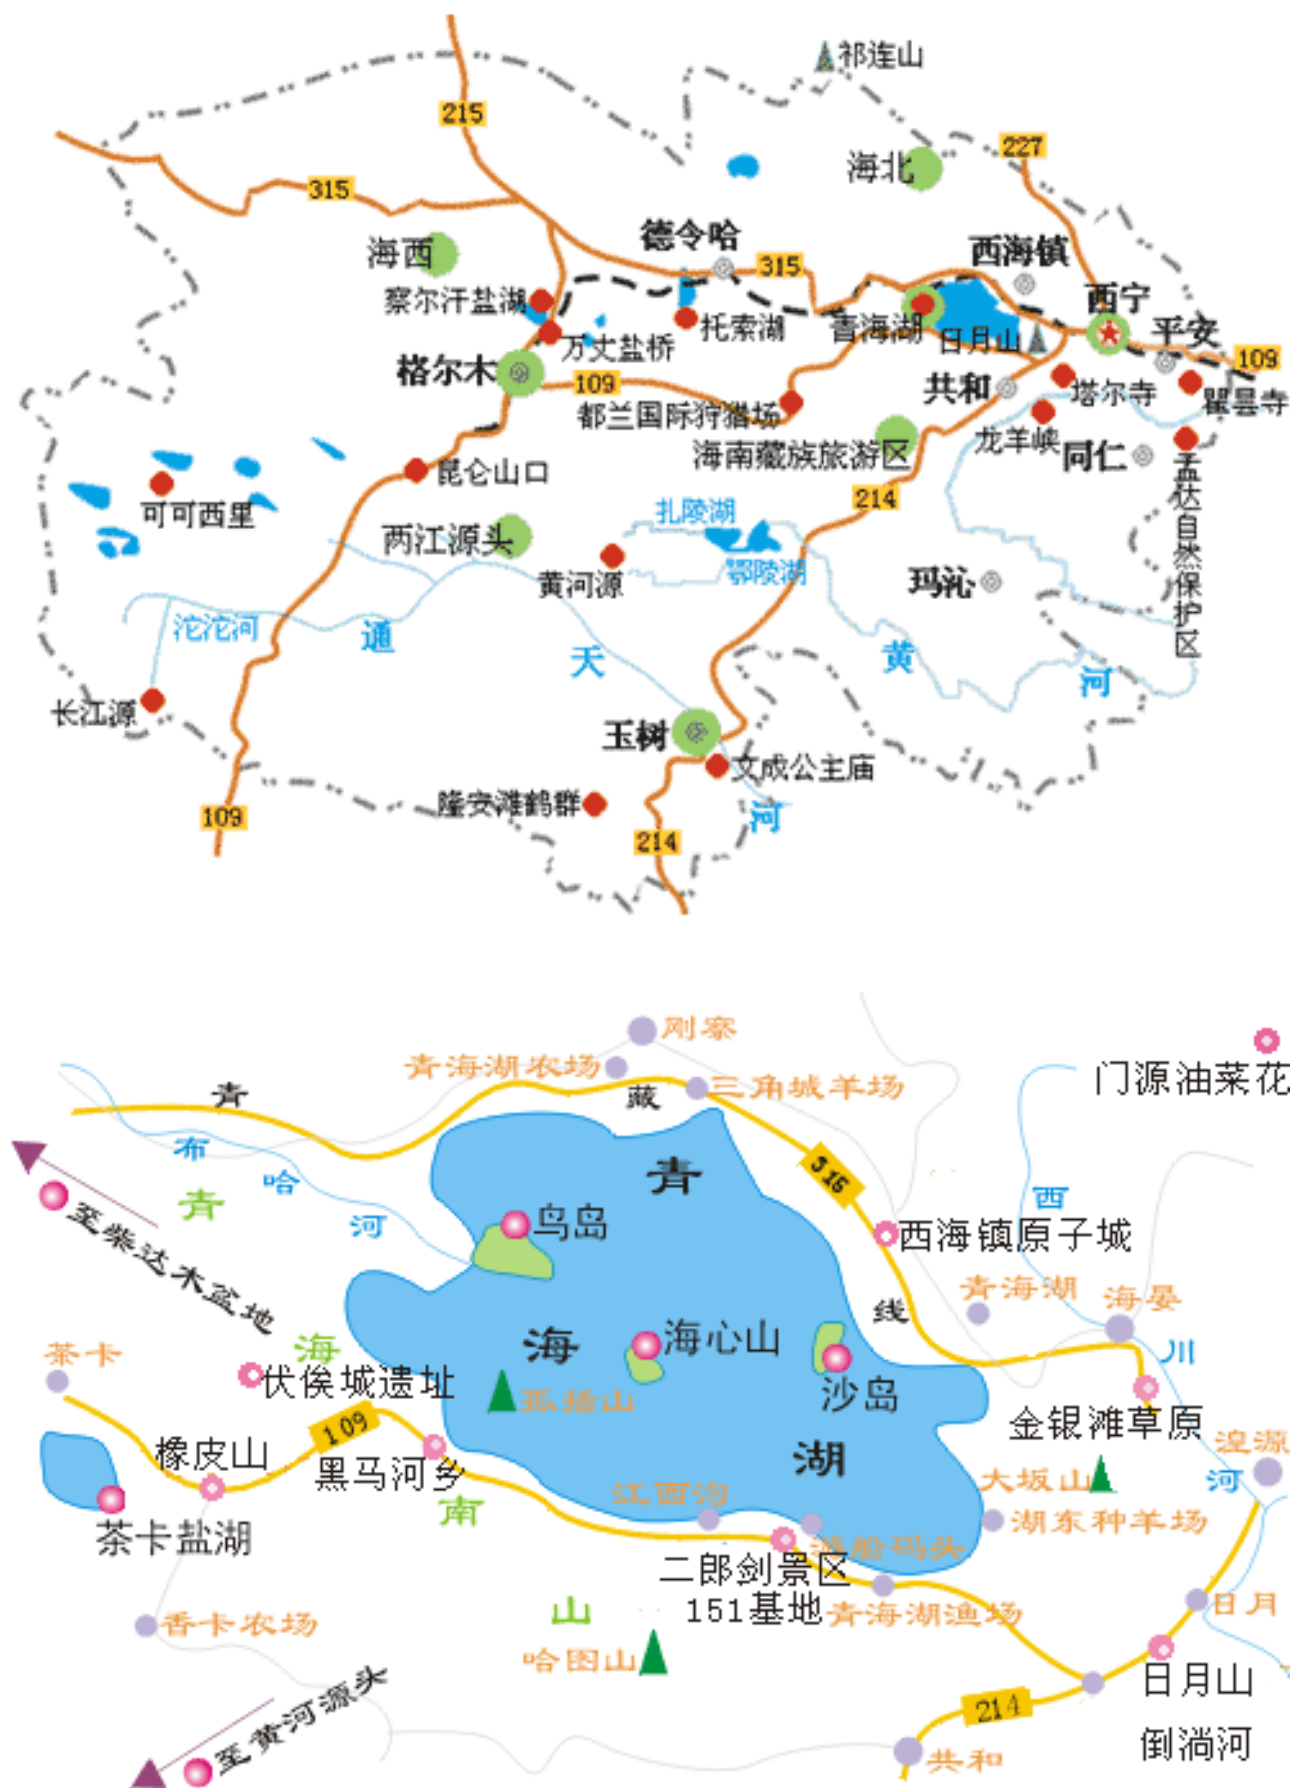 祁连山
215
227
海北
315
德令哈
西海镇
海西
315
西宁
察尔汗盐湖
托索湖
青海湖
日月山
平安
万丈盐桥
109
格尔木
109
都兰国际狩猎场
共和
塔尔寺
瞿昙寺
龙羊峡
海南藏族旅游区
同仁
昆仑山口
孟达自然保护区
可可西里
214
扎陵湖
两江源头
黄河源
鄂陵湖
玛沁
沱沱河
通
天
黄
河
长江源
玉树
文成公主庙
隆安滩鹤群
河
109
214
刚察
青海湖农场
三角城羊场
门源油菜花
青
藏
布
哈
河
青
青
315
西
鸟岛
西海镇原子城
至柴达木盆地
青海湖
海晏
线
海
海
海心山
川
茶卡
伏俟城遗址
孤插山
沙岛
金银滩草原
109
橡皮山
黑马河乡
湖
湟源
大坂山
河
江西沟
南
湖东种羊场
茶卡盐湖
游船码头
二郎剑景区
151基地
山
青海湖渔场
日月
香卡农场
哈图山
日月山
至黄河源头
214
倒淌河
共和